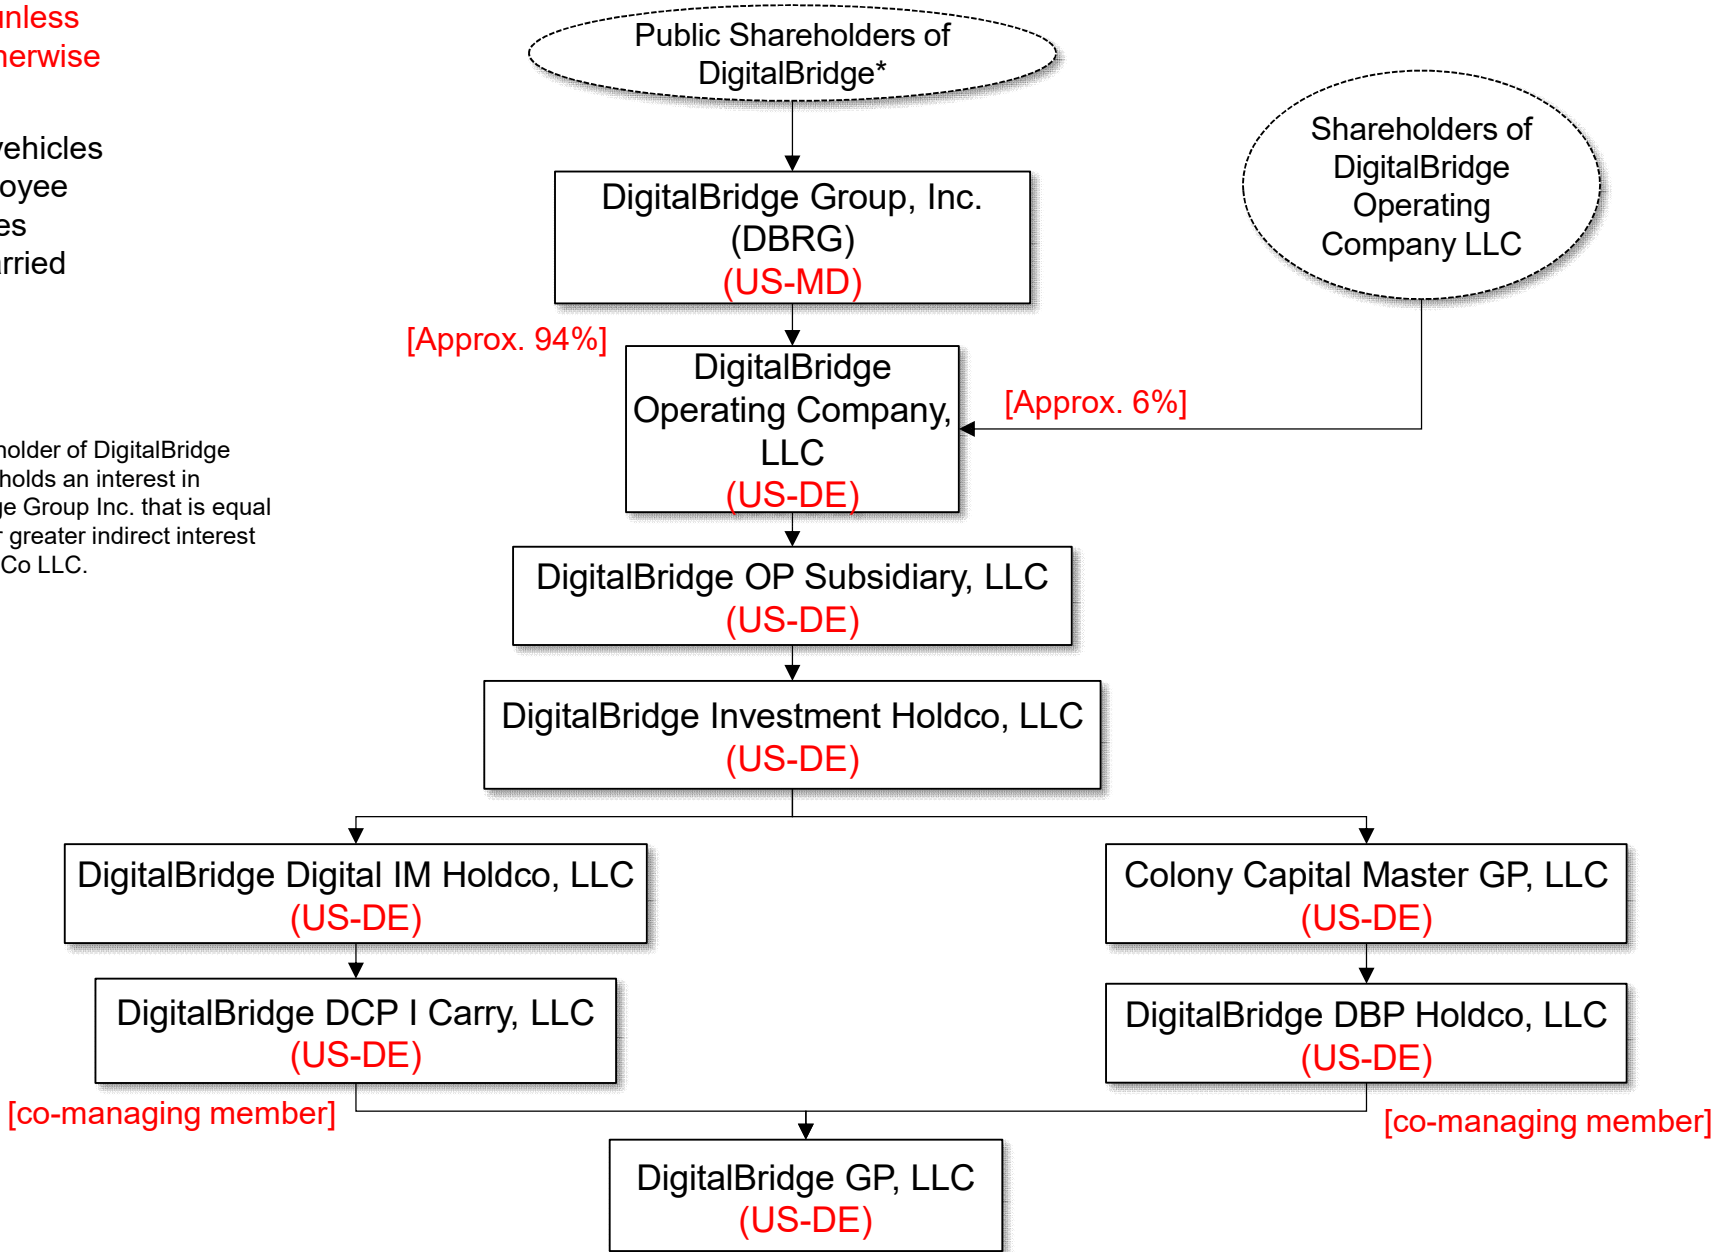 unless
herwise
vehicles
oyee
es
arried
holder of DigitalBridge
holds an interest in
ge Group Inc. that is equal
r greater indirect interest
Co LLC.
Public Shareholders of
DigitalBridge*
Shareholders of
DigitalBridge
Operating
Company LLC
DigitalBridge Group, Inc.
(DBRG)
(US-MD)
[Approx. 94%]
DigitalBridge
Operating Company,
LLC
(US-DE)
[Approx. 6%]
DigitalBridge OP Subsidiary, LLC
(US-DE)
DigitalBridge Investment Holdco, LLC
(US-DE)
DigitalBridge Digital IM Holdco, LLC
(US-DE)
Colony Capital Master GP, LLC
(US-DE)
DigitalBridge DCP I Carry, LLC
(US-DE)
DigitalBridge DBP Holdco, LLC
(US-DE)
[co-managing member]
[co-managing member]
DigitalBridge GP, LLC
(US-DE)